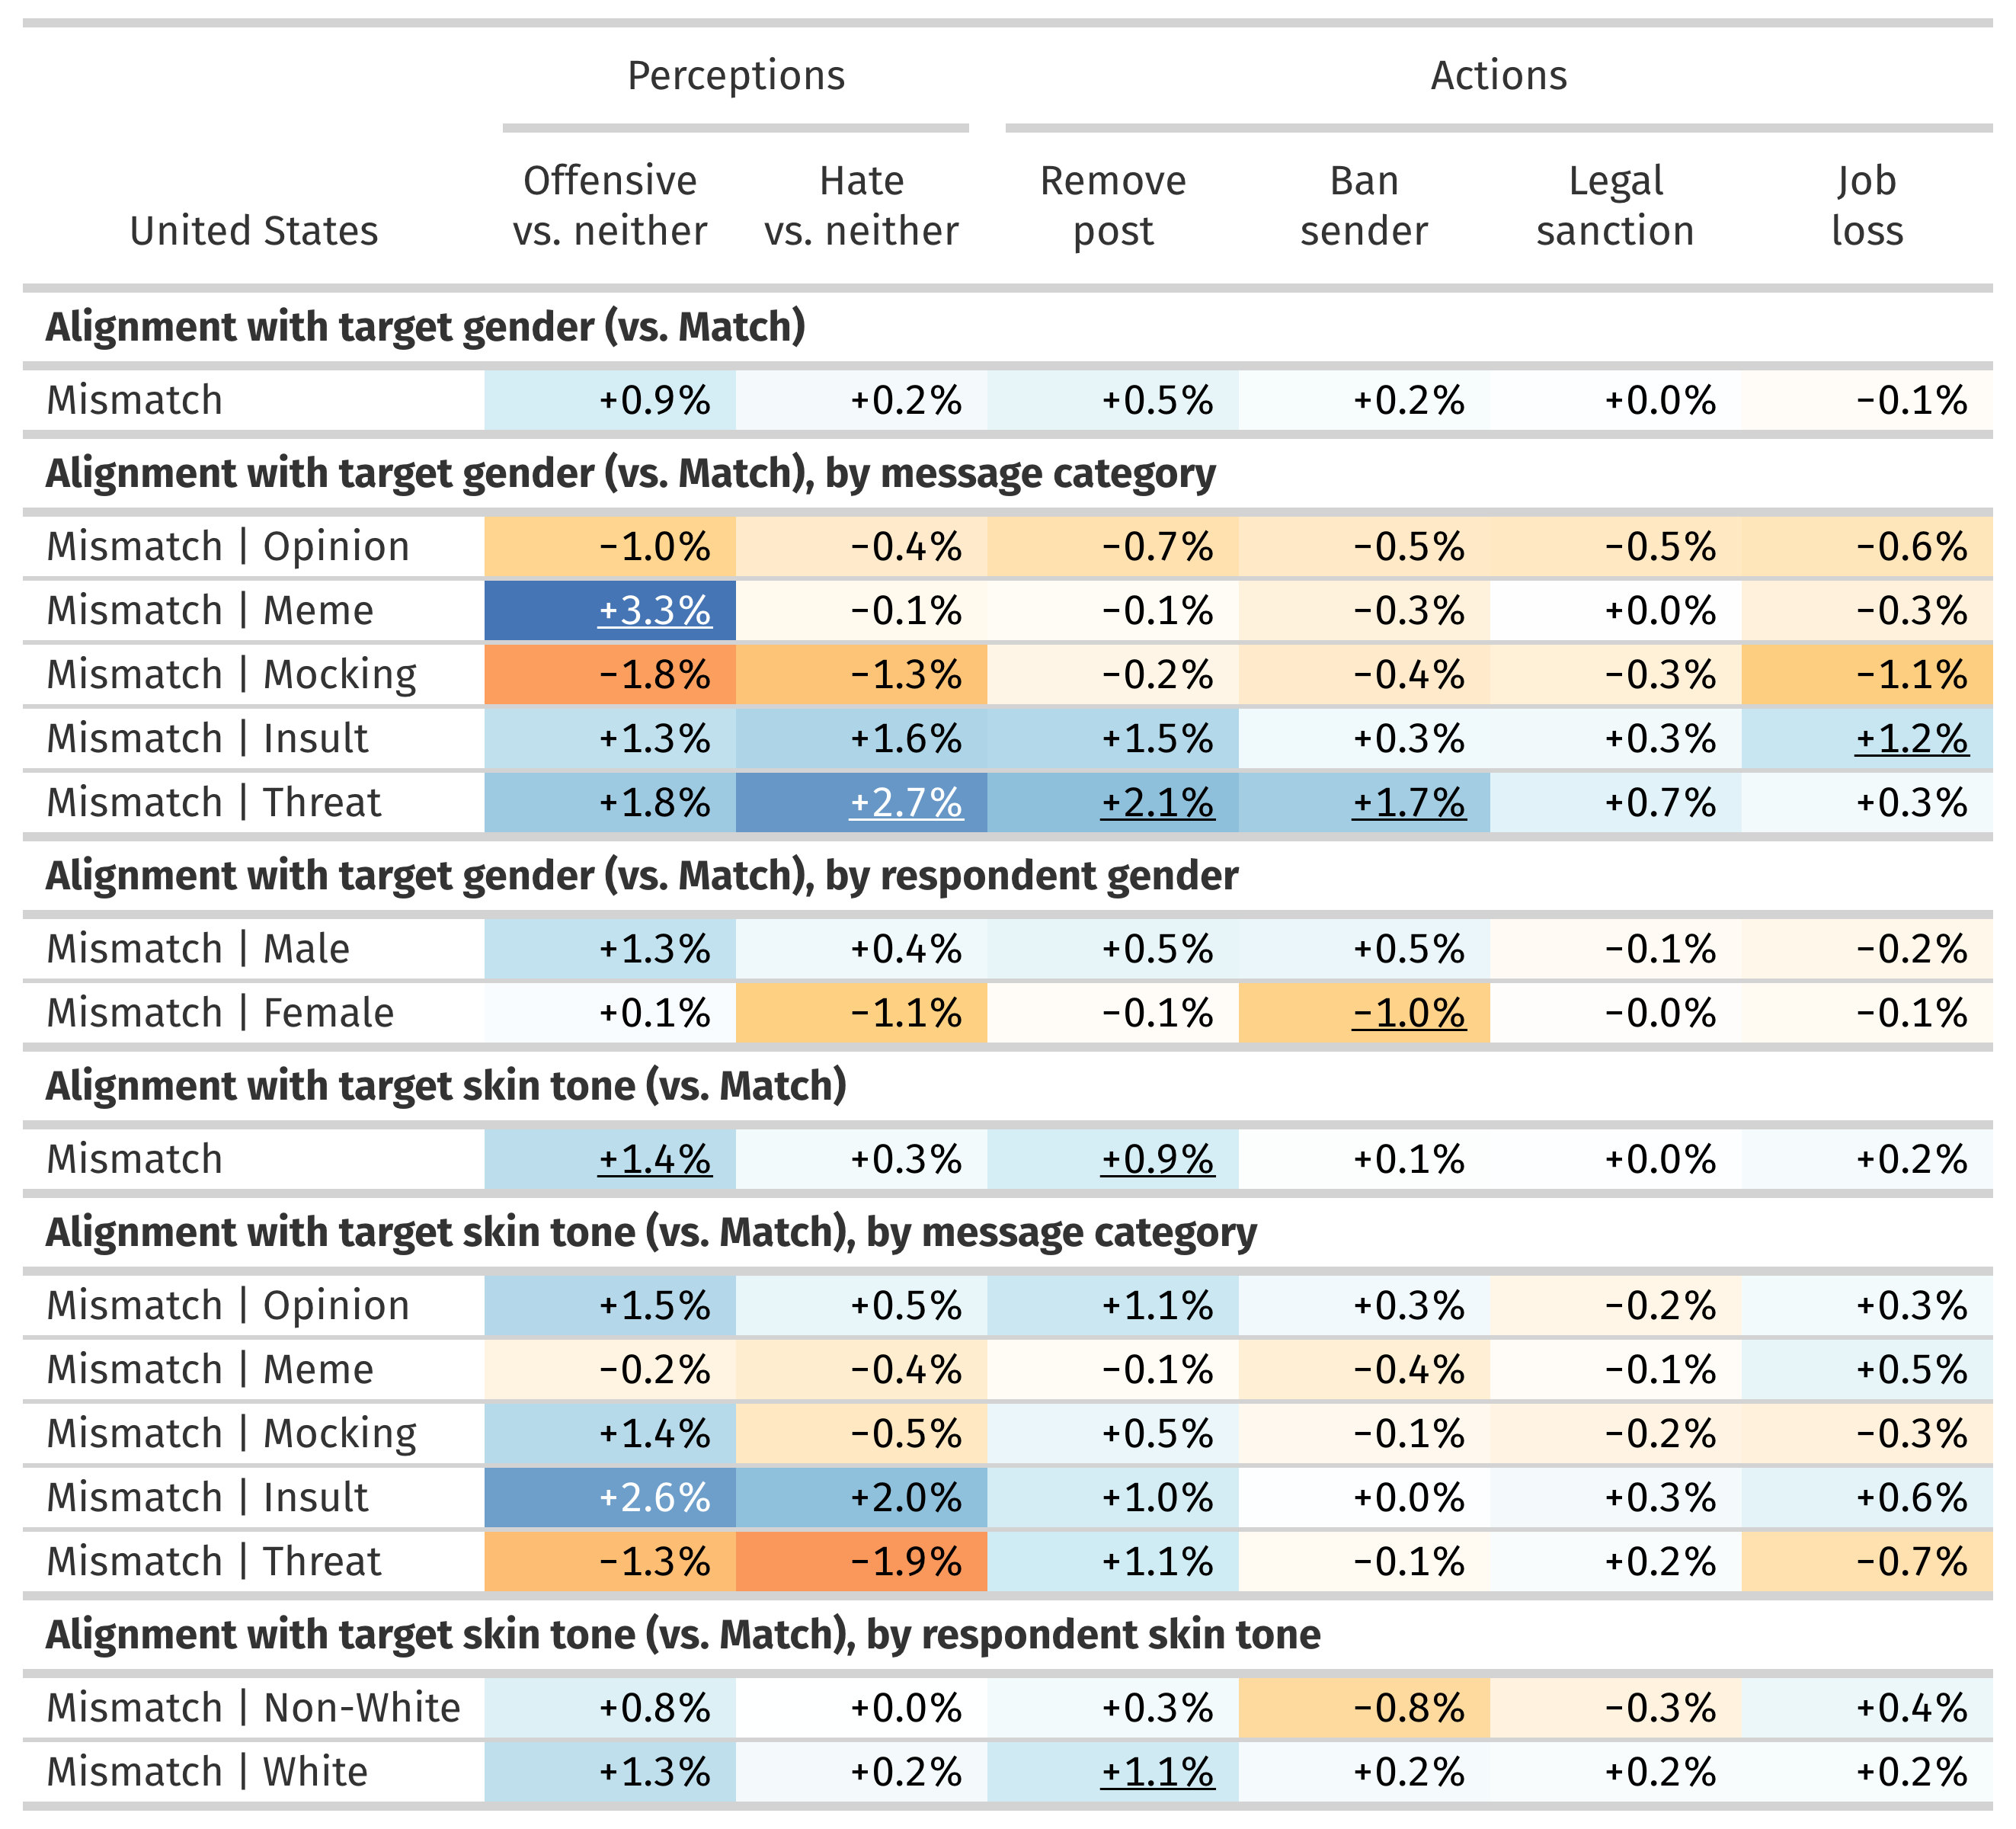 Perceptions Actions
Offensive Hate Remove Ban Legal Job
United States vs. neither vs. neither post sender sanction loss
Alignment with target gender (vs. Match)
Mismatch +0.9% +0.2% +0.5% +0.2% +0.0% −0.1%
Alignment with target gender (vs. Match), by message category
Mismatch | Opinion −1.0% −0.4% −0.7% −0.5% −0.5% −0.6%
Mismatch | Meme +3.3% −0.1% −0.1% −0.3% +0.0% −0.3%
Mismatch | Mocking −1.8% −1.3% −0.2% −0.4% −0.3% −1.1%
Mismatch | Insult +1.3% +1.6% +1.5% +0.3% +0.3% +1.2%
Mismatch | Threat +1.8% +2.7% +2.1% +1.7% +0.7% +0.3%
Alignment with target gender (vs. Match), by respondent gender
Mismatch | Male +1.3% +0.4% +0.5% +0.5% −0.1% −0.2%
Mismatch | Female +0.1% −1.1% −0.1% −1.0% −0.0% −0.1%
Alignment with target skin tone (vs. Match)
Mismatch +1.4% +0.3% +0.9% +0.1% +0.0% +0.2%
Alignment with target skin tone (vs. Match), by message category
Mismatch | Opinion +1.5% +0.5% +1.1% +0.3% −0.2% +0.3%
Mismatch | Meme −0.2% −0.4% −0.1% −0.4% −0.1% +0.5%
Mismatch | Mocking +1.4% −0.5% +0.5% −0.1% −0.2% −0.3%
Mismatch | Insult +2.6% +2.0% +1.0% +0.0% +0.3% +0.6%
Mismatch | Threat −1.3% −1.9% +1.1% −0.1% +0.2% −0.7%
Alignment with target skin tone (vs. Match), by respondent skin tone
Mismatch | Non-White +0.8% +0.0% +0.3% −0.8% −0.3% +0.4%
Mismatch | White +1.3% +0.2% +1.1% +0.2% +0.2% +0.2%